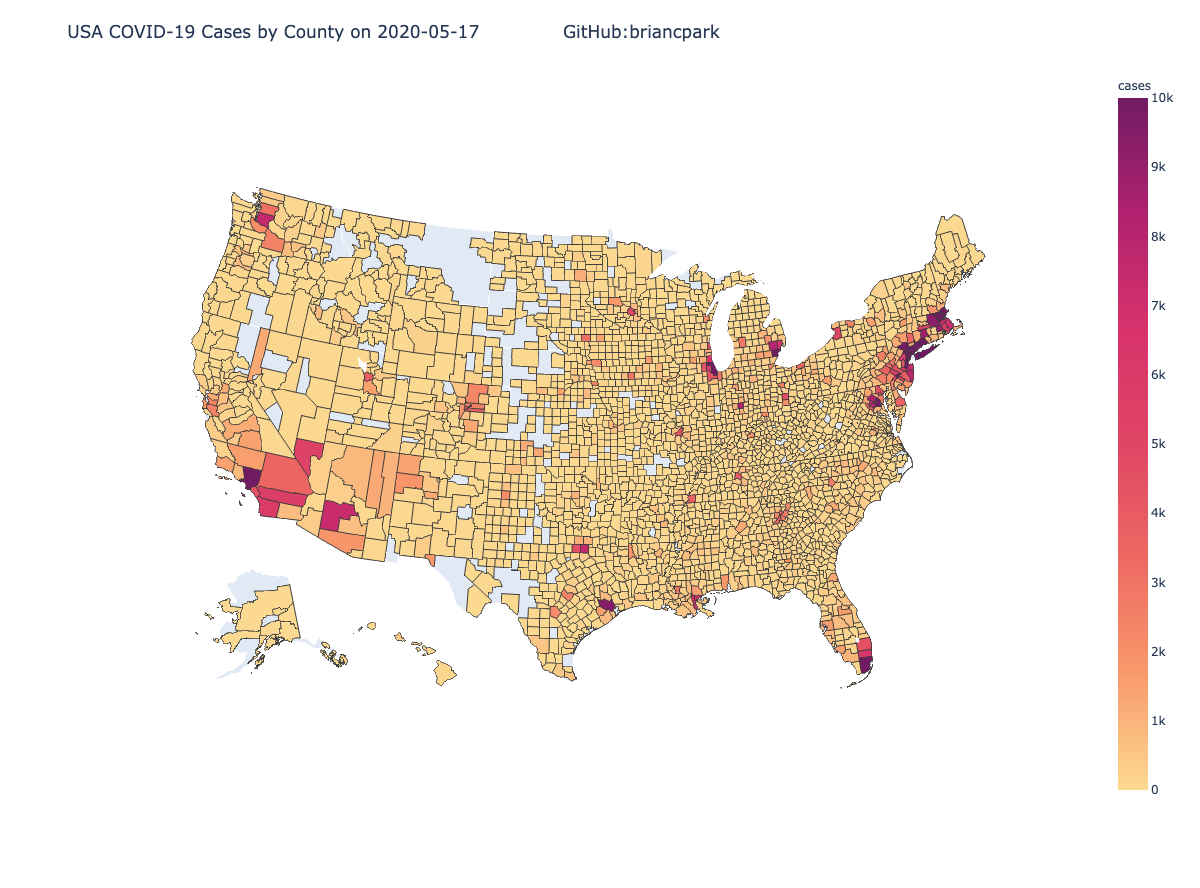 USA COVID-19 Cases by County on 2020-05-17 GitHub:briancpark
cases
10k
9k
8k
7k
6k
5k
4k
3k
2k
1k
0